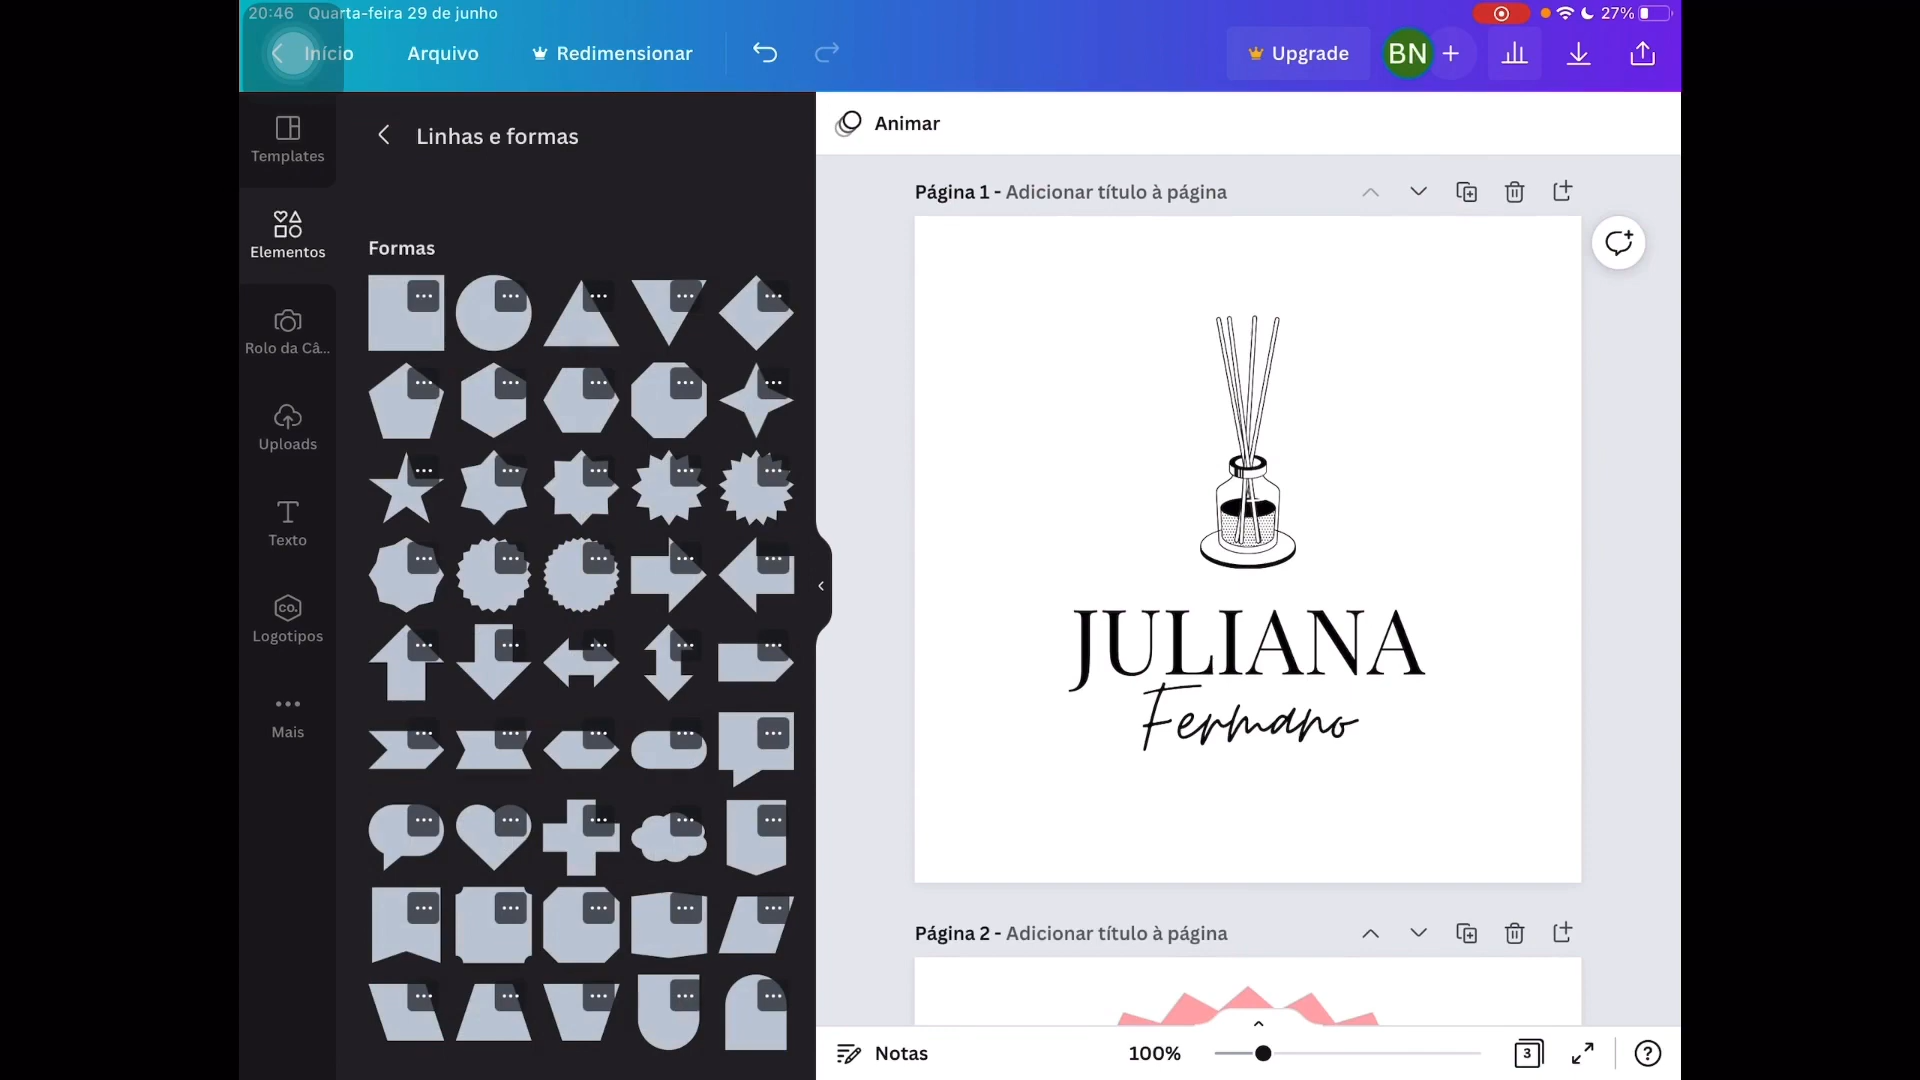 20:46 Quarta-feira 29 de junho
27%
Início
Arquivo
Redimensionar
Upgrade
BN
Templates
Elementos
Rolo da Câ...
Uploads
Texto
co.
Logotipos
Mais
Linhas e formas
Formas
Animar
Página 1 - Adicionar título à página
JULIANA
Fermano
Página 2 - Adicionar título à página
Notas
100%
3
?